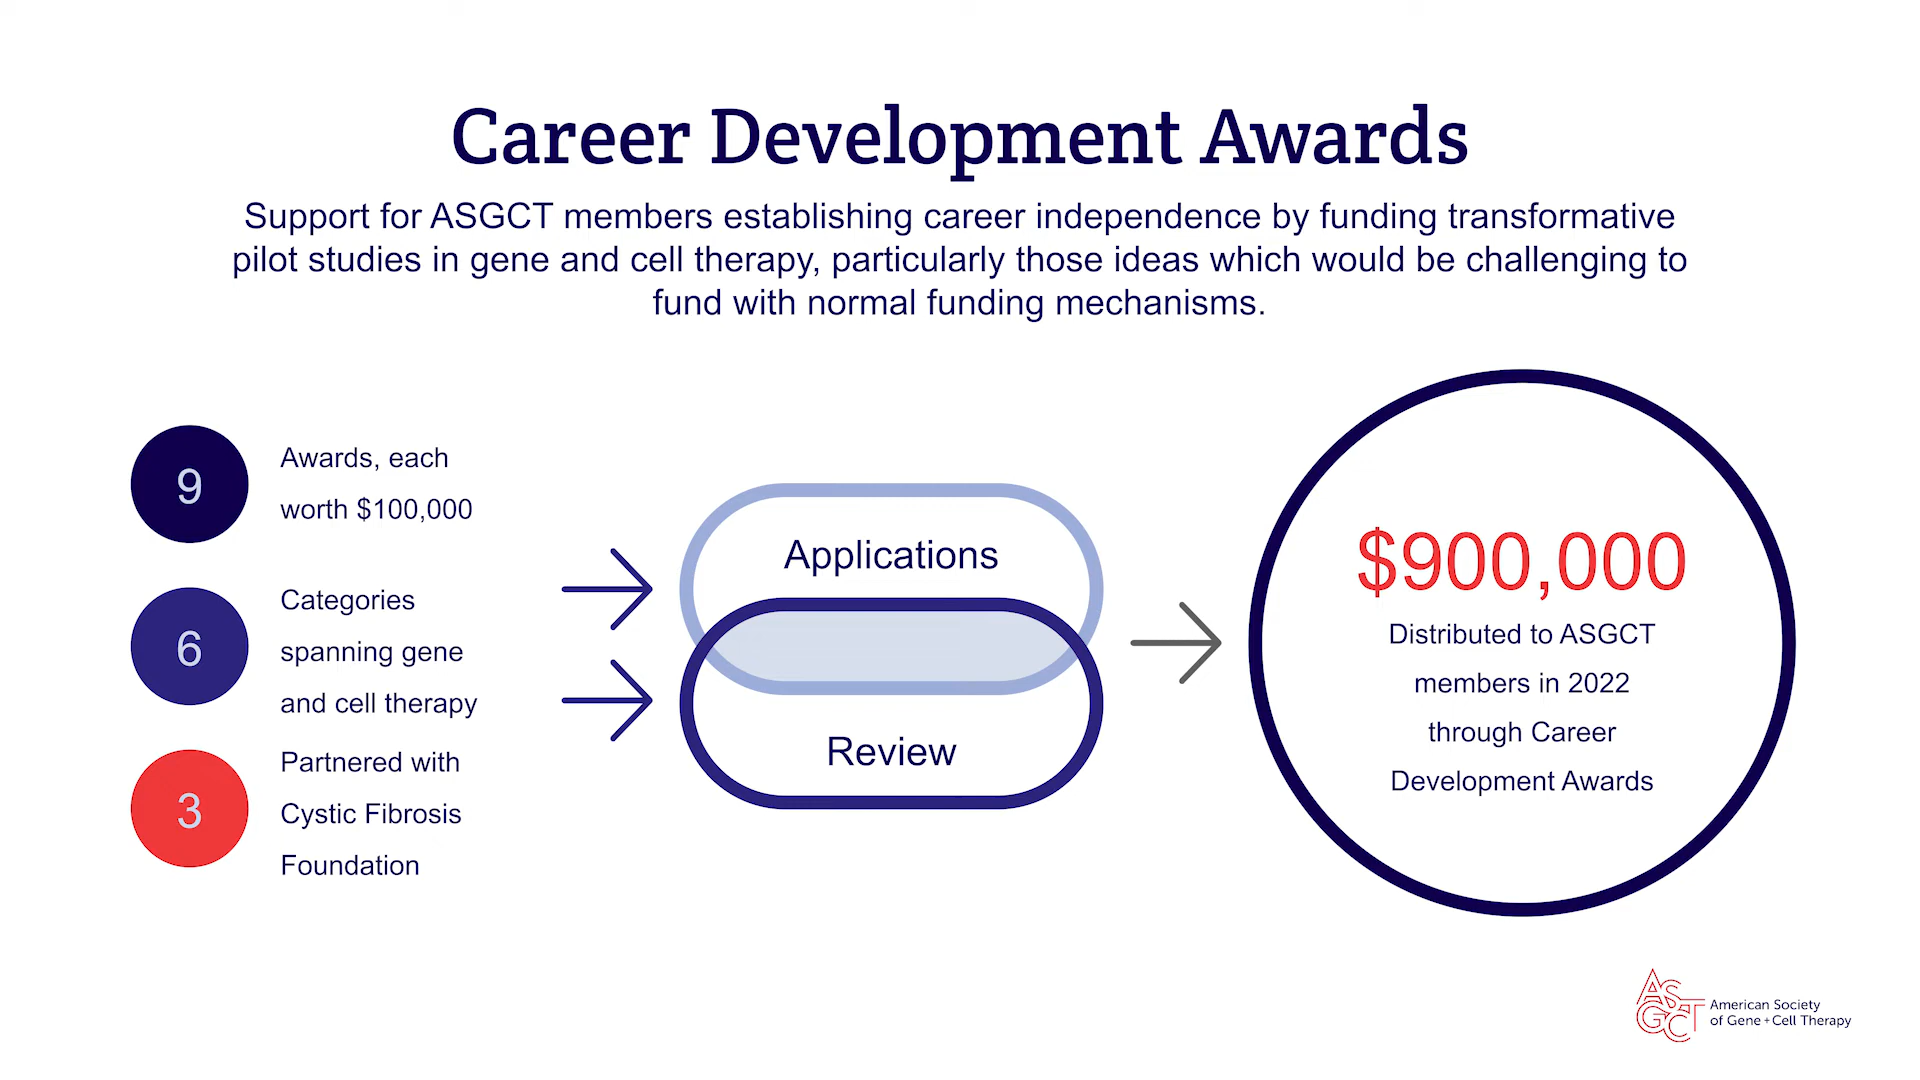 Career Development Awards
Support for ASGCT members establishing career independence by funding transformative
pilot studies in gene and cell therapy, particularly those ideas which would be challenging to
fund with normal funding mechanisms.
9
Awards, each
worth $100,000
6
Categories
spanning gene
and cell therapy
3
Partnered with
Cystic Fibrosis
Foundation
Applications
Review
$900,000
Distributed to ASGCT
members in 2022
through Career
Development Awards
ASGCT
American Society
of Gene + Cell Therapy